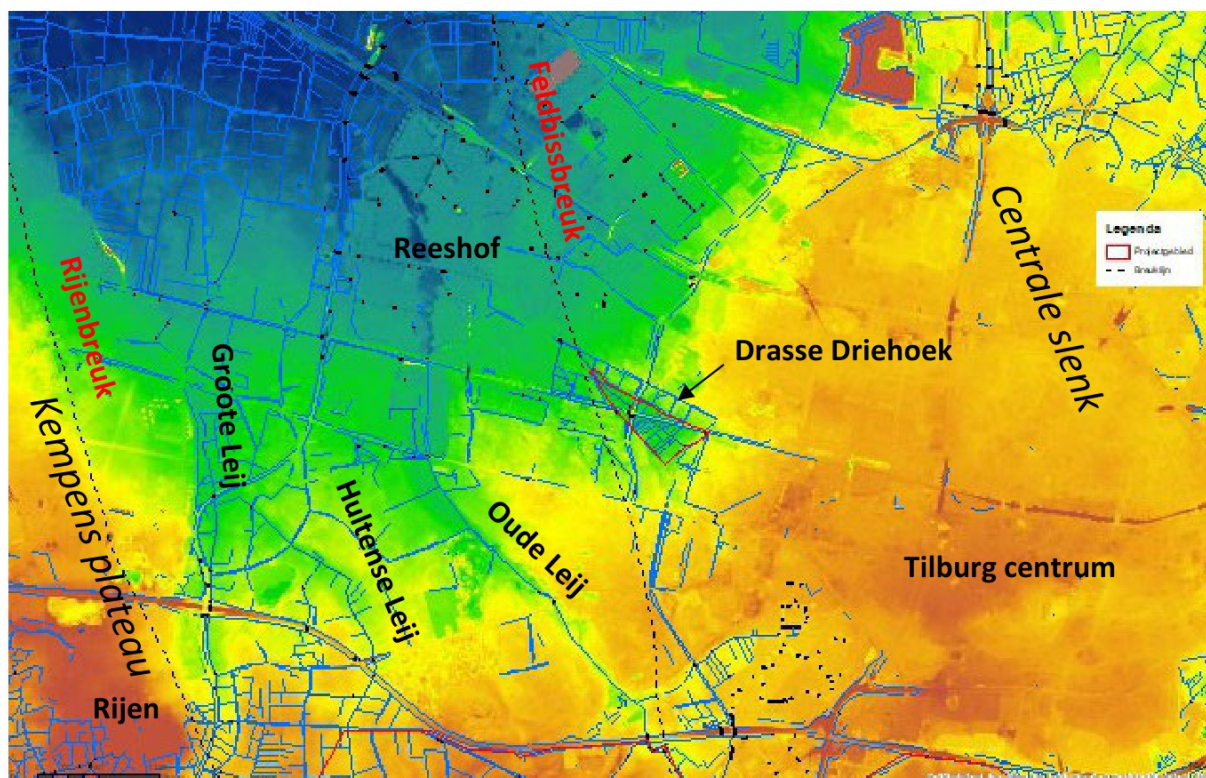 Feldbissbreuk
Centrale slenk
Legenda
Projectgebied
Breuklijn
Reeshof
Rijenbreuk
Groote Leij
Drasse Driehoek
Kempens plateau
Hultense Leij
Oude Leij
Tilburg centrum
Rijen